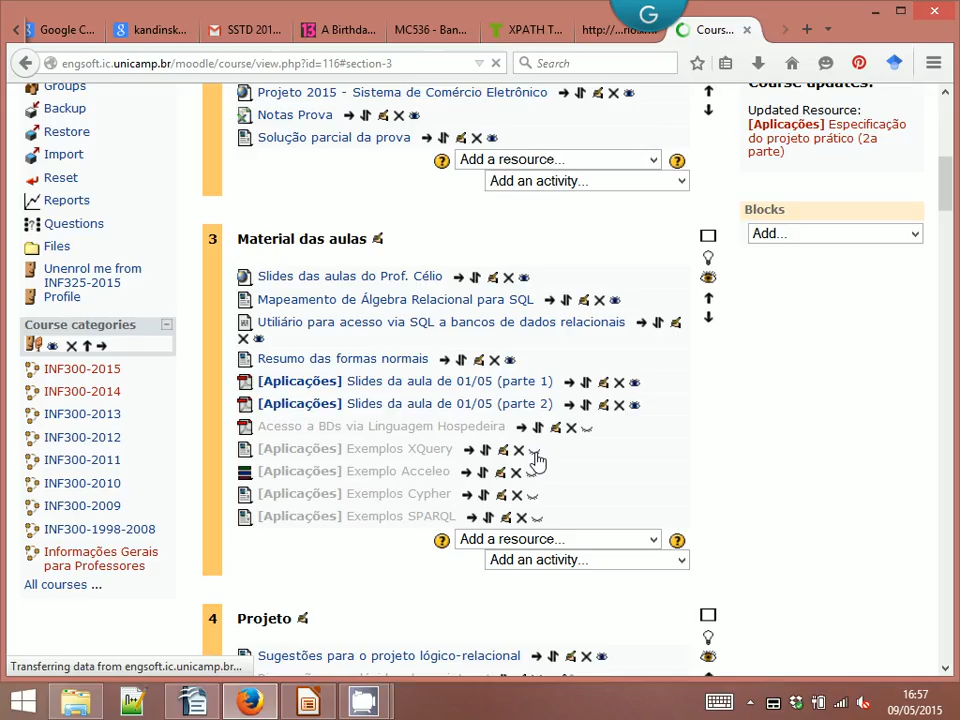 Google C...
kandinsk...
SSTD 201...
A Birthda...
MC536 - Ban...
XPATH T...
G
Cours...
engsoft.ic.unicamp.br/moodle/course/view.php?id=116#section-3
Search
Groups
Backup
Restore
Import
Reset
Reports
Questions
Files
Unenrol me from
INF325-2015
Profile
Course categories
INF300-2015
INF300-2014
INF300-2013
INF300-2012
INF300-2011
INF300-2010
INF300-2009
INF300-1998-2008
Informações Gerais
para Professores
All courses ...
Projeto 2015 - Sistema de Comércio Eletrônico
Notas Prova
Solução parcial da prova
Add a resource...
Add an activity...
3 Material das aulas
Slides das aulas do Prof. Célio
Mapeamento de Álgebra Relacional para SQL
Utiliário para acesso via SQL a bancos de dados relacionais
Resumo das formas normais
[Aplicações] Slides da aula de 01/05 (parte 1)
[Aplicações] Slides da aula de 01/05 (parte 2)
Acesso a BDs via Linguagem Hospedeira
[Aplicações] Exemplos XQuery
[Aplicações] Exemplo Acceleo
[Aplicações] Exemplos Cypher
[Aplicações] Exemplos SPARQL
Add a resource...
Add an activity...
4 Projeto
Sugestões para o projeto lógico-relacional
Course updates:
Updated Resource:
[Aplicações] Especificação
do projeto prático (2a
parte)
Blocks
Add...
Transferring data from engsoft.ic.unicamp.br...
16:57
09/05/2015